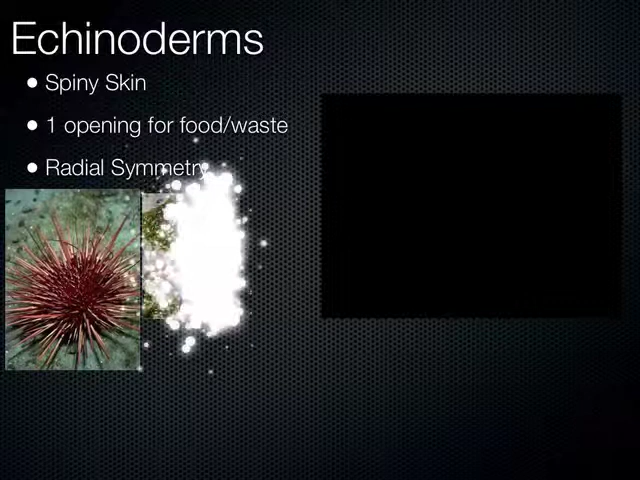 Echinoderms
• Spiny Skin
• 1 opening for food/waste
• Radial Symmetry